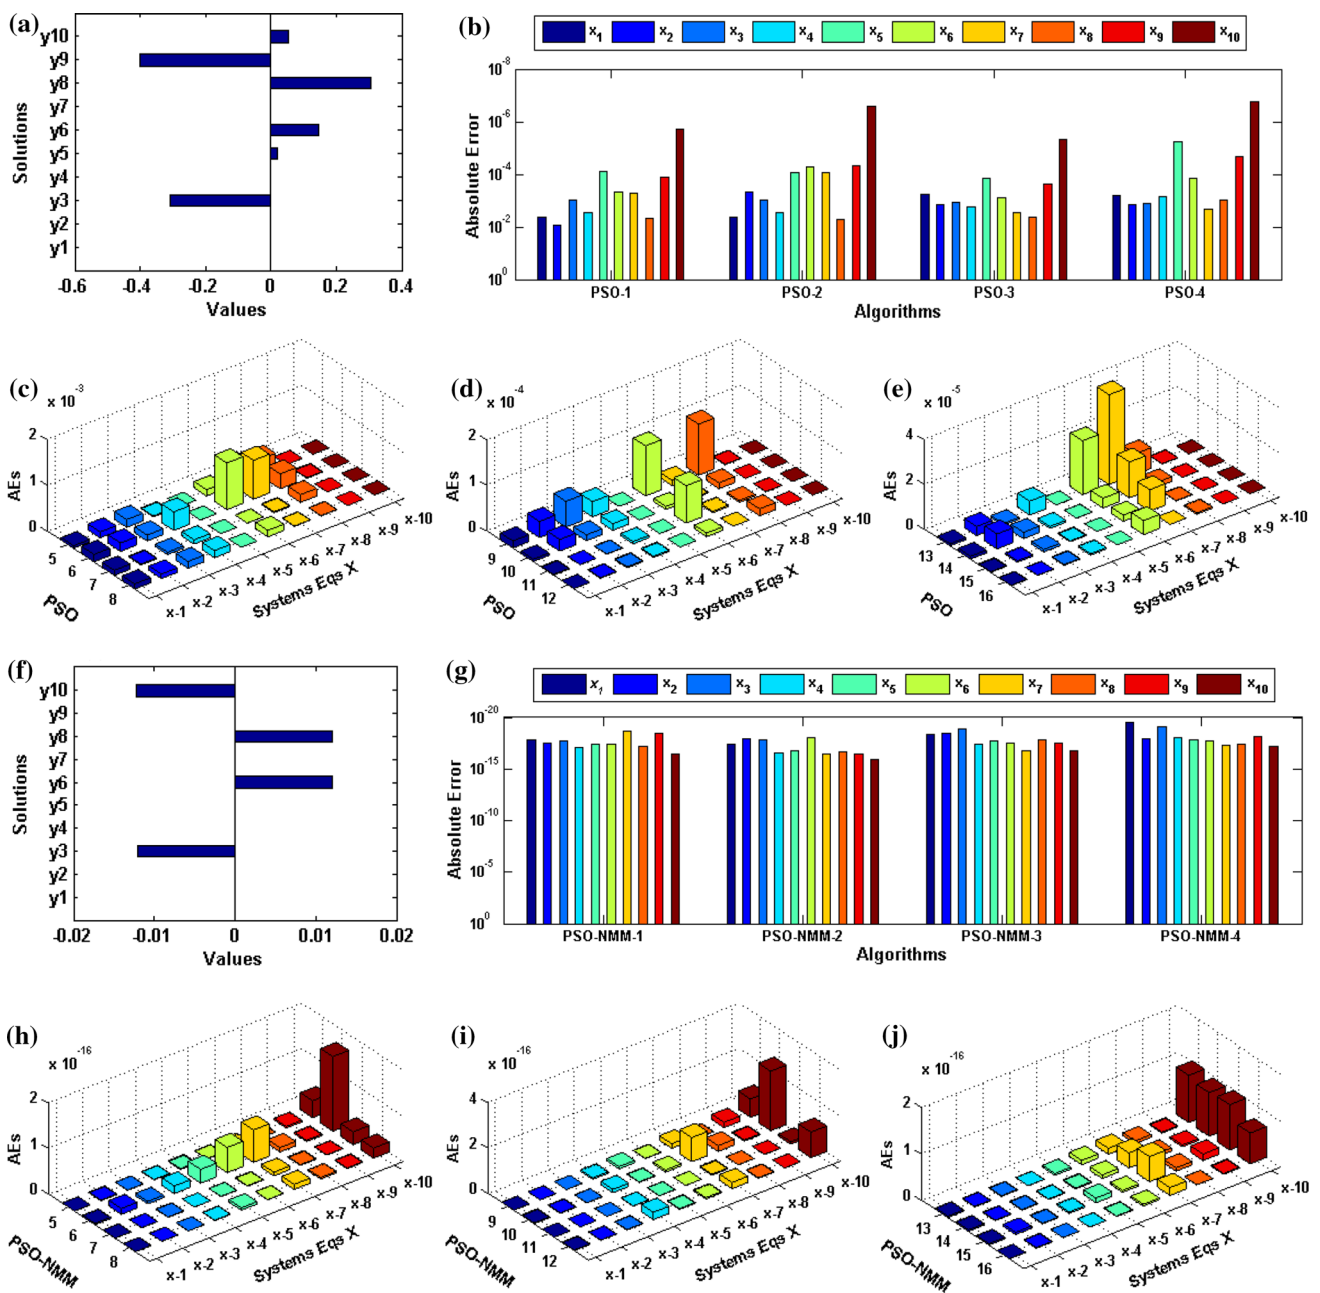 (a)
y10
y9
y8
y7
y6
y5
y4
y3
y2
y1
Solutions
-0.6 -0.4 -0.2 0 0.2 0.4
Values
(b)
x1 x2 x3 x4 x5 x6 x7 x8 x9 x10
10-8
10-6
10-4
10-2
100
Absolute Error
PSO-1 PSO-2 PSO-3 PSO-4
Algorithms
(c)
x 10-3
2
1
0
AEs
5 6 7 8
PSO
x-1 x-2 x-3 x-4 x-5 x-6 x-7 x-8 x-9 x-10
Systems Eqs X
(d)
x 10-4
2
1
0
AEs
9 10 11 12
PSO
x-1 x-2 x-3 x-4 x-5 x-6 x-7 x-8 x-9 x-10
Systems Eqs X
(e)
x 10-5
4
2
0
AEs
13 14 15 16
PSO
x-1 x-2 x-3 x-4 x-5 x-6 x-7 x-8 x-9 x-10
Systems Eqs X
(f)
y10
y9
y8
y7
y6
y5
y4
y3
y2
y1
Solutions
-0.02 -0.01 0 0.01 0.02
Values
(g)
x1 x2 x3 x4 x5 x6 x7 x8 x9 x10
10-20
10-15
10-10
10-5
100
Absolute Error
PSO-NMM-1 PSO-NMM-2 PSO-NMM-3 PSO-NMM-4
Algorithms
(h)
x 10-16
2
1
0
AEs
5 6 7 8
PSO-NMM
x-1 x-2 x-3 x-4 x-5 x-6 x-7 x-8 x-9 x-10
Systems Eqs X
(i)
x 10-16
4
2
0
AEs
9 10 11 12
PSO-NMM
x-1 x-2 x-3 x-4 x-5 x-6 x-7 x-8 x-9 x-10
Systems Eqs X
(j)
x 10-16
2
1
0
AEs
13 14 15 16
PSO-NMM
x-1 x-2 x-3 x-4 x-5 x-6 x-7 x-8 x-9 x-10
Systems Eqs X